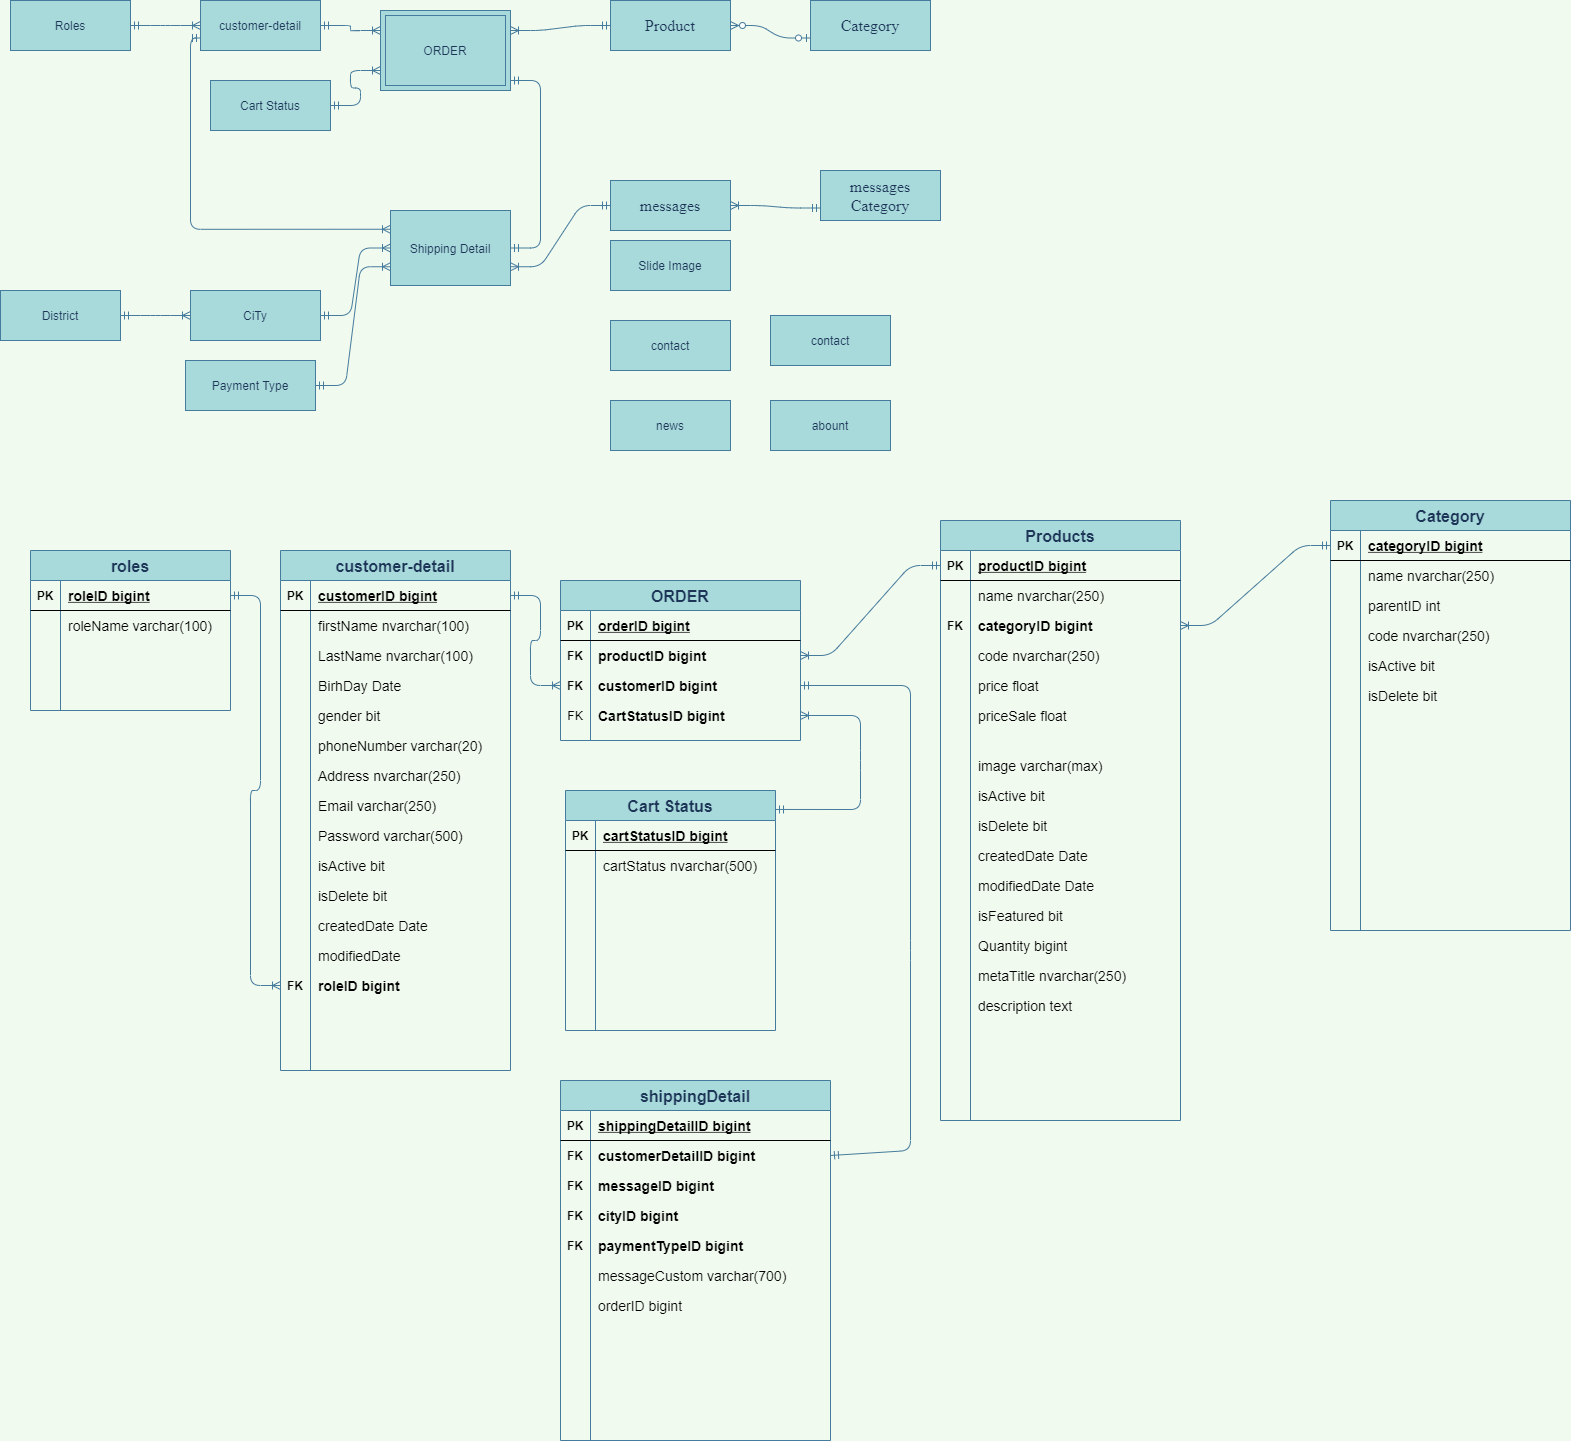 Roles
customer-detail
ORDER
Product
Category
Cart Status
messages
messages
Category
Shipping Detail
Slide Image
District
CiTy
contact
contact
Payment Type
news
abount
roles
PK roleID bigint
roleName varchar(100)
customer-detail
PK customerID bigint
firstName nvarchar(100)
LastName nvarchar(100)
BirhDay Date
gender bit
phoneNumber varchar(20)
Address nvarchar(250)
Email varchar(250)
Password varchar(500)
isActive bit
isDelete bit
createdDate Date
modifiedDate
FK roleID bigint
ORDER
PK orderID bigint
FK productID bigint
FK customerID bigint
FK CartStatusID bigint
Cart Status
PK cartStatusID bigint
cartStatus nvarchar(500)
shippingDetail
PK shippingDetailID bigint
FK customerDetailID bigint
FK messageID bigint
FK cityID bigint
FK paymentTypeID bigint
messageCustom varchar(700)
orderID bigint
Products
PK productID bigint
name nvarchar(250)
FK categoryID bigint
code nvarchar(250)
price float
priceSale float
image varchar(max)
isActive bit
isDelete bit
createdDate Date
modifiedDate Date
isFeatured bit
Quantity bigint
metaTitle nvarchar(250)
description text
Category
PK categoryID bigint
name nvarchar(250)
parentID int
code nvarchar(250)
isActive bit
isDelete bit